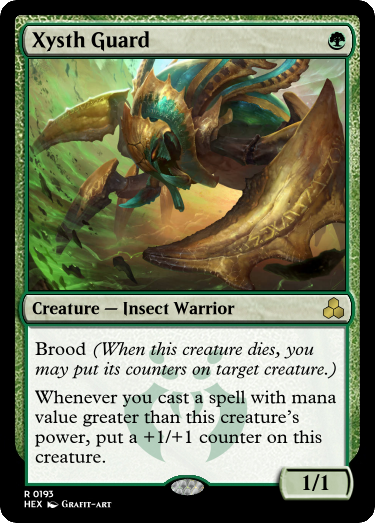 Xysth Guard
Creature — Insect Warrior
Brood (When this creature dies, you
may put its counters on target creature.)
Whenever you cast a spell with mana
value greater than this creature's
power, put a +1/+1 counter on this
creature.
1/1
R 0193
HEX Grafit-art